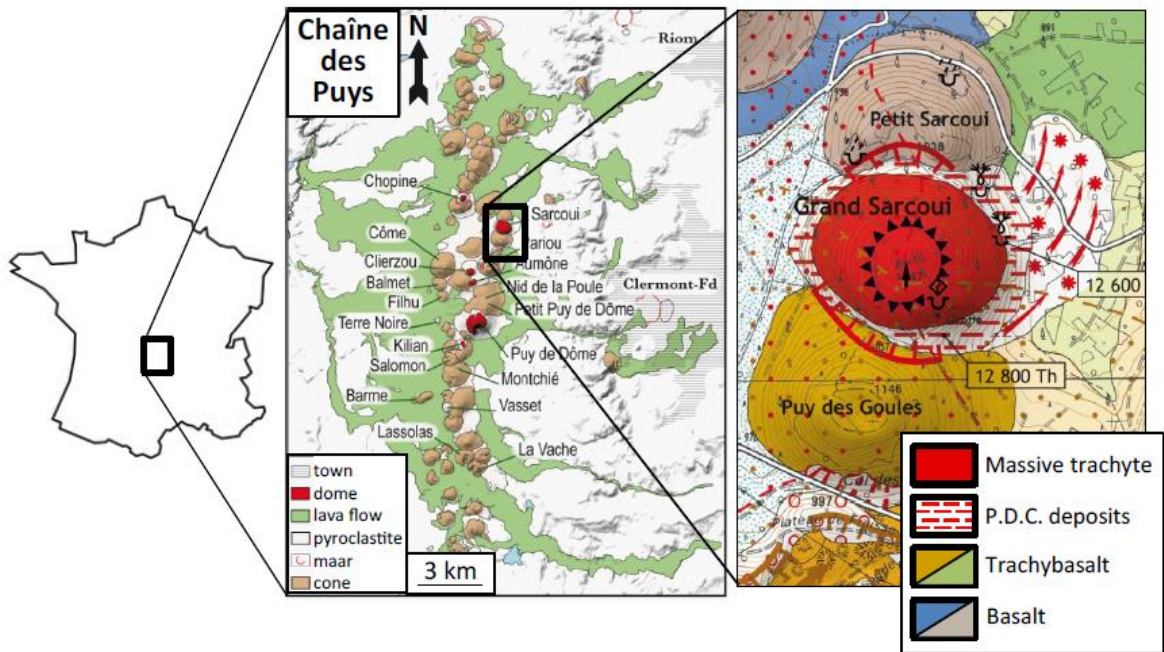 Chaîne
des
Puys
N
Riom
Chopine
Sarcoui
Côme
Pariou
Clierzou
Aumône
Balmet
Nid de la Poule
Clermont-Fd
Filhu
Petit Puy de Dôme
Terre Noire
Kilian
Puy de Dôme
Salomon
Montchié
Barme
Vasset
Lassolas
La Vache
town
dome
lava flow
pyroclastite
maar
cone
3 km
891
Petit Sarcoui
Grand Sarcoui
12 600
12 800 Th
1146
Puy des Goules
997
Massive trachyte
P.D.C. deposits
Trachybasalt
Basalt